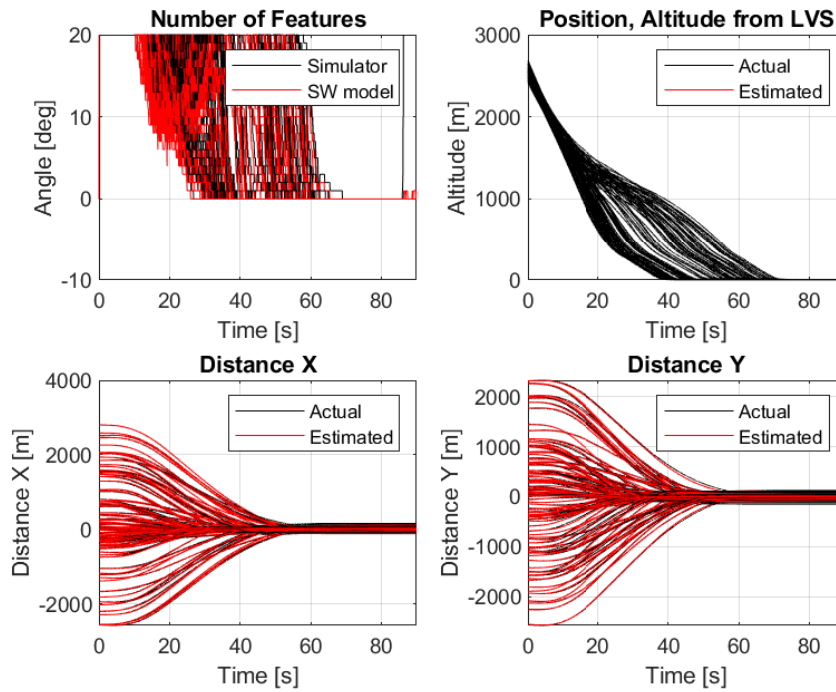 Number of Features
Angle [deg]
20
10
0
-10
Simulator
SW model
0
20
40
60
80
Time [s]
Position, Altitude from LVS
Altitude [m]
3000
2000
1000
0
Actual
Estimated
0
20
40
60
80
Time [s]
Distance X
Distance X [m]
4000
2000
0
-2000
Actual
Estimated
0
20
40
60
80
Time [s]
Distance Y
Distance Y [m]
2000
1000
0
-1000
-2000
Actual
Estimated
0
20
40
60
80
Time [s]